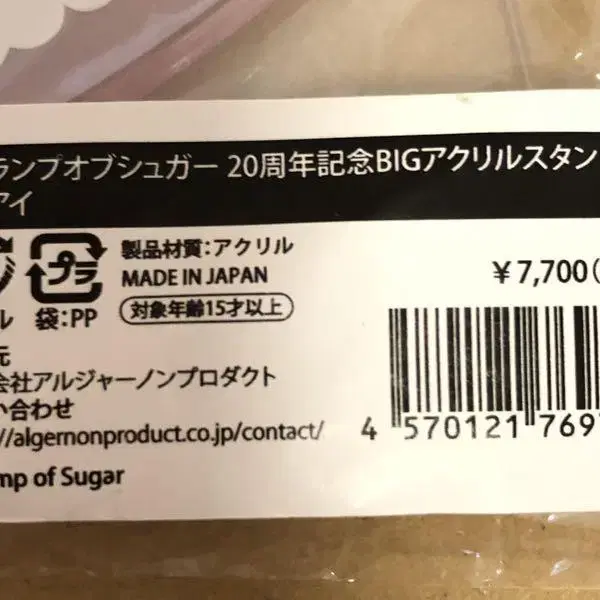 ランプオブシュガー 20周年記念BIGアクリルスタン
アイ
製品材質:アクリル
プラ
MADE IN JAPAN
¥7,700(
ル 袋:PP
対象年齢15才以上
元
会社アルジャーノンプロダクト
い合わせ
//algernonproduct.co.jp/contact/
4 570121 769
mp of Sugar